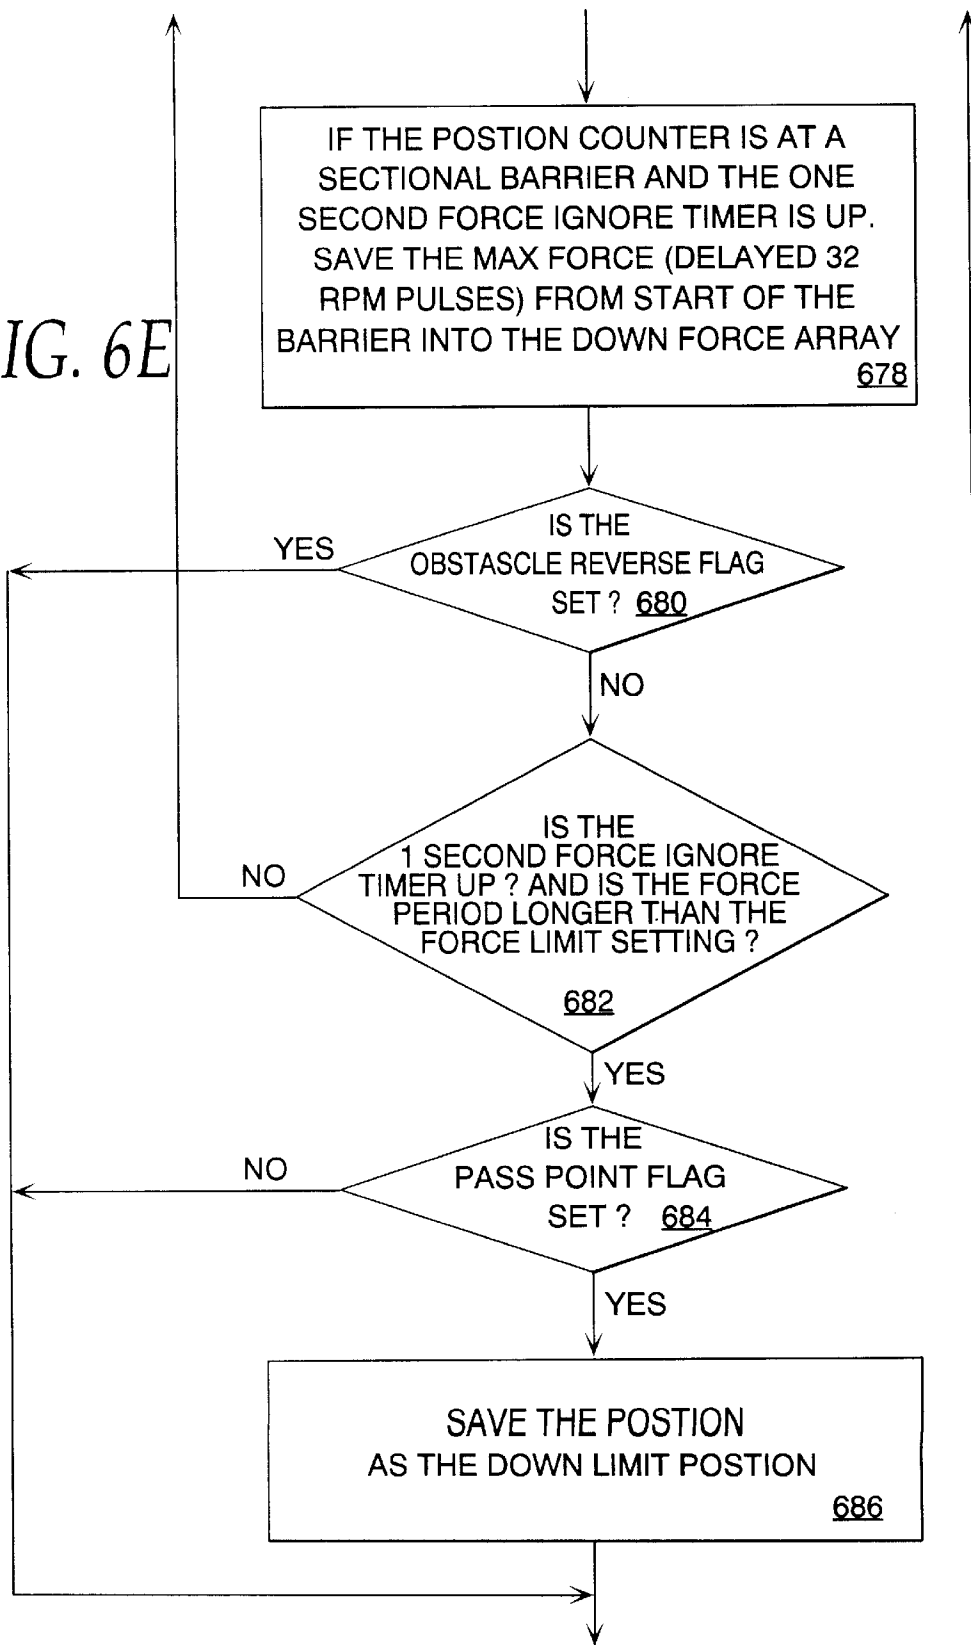 IF THE POSTION COUNTER IS AT A
SECTIONAL BARRIER AND THE ONE
SECOND FORCE IGNORE TIMER IS UP.
SAVE THE MAX FORCE (DELAYED 32
RPM PULSES) FROM START OF THE
BARRIER INTO THE DOWN FORCE ARRAY
678
IG. 6E
IS THE
OBSTASCLE REVERSE FLAG
SET ? 680
YES
NO
IS THE
1 SECOND FORCE IGNORE
TIMER UP ? AND IS THE FORCE
PERIOD LONGER THAN THE
FORCE LIMIT SETTING ?
682
NO
YES
IS THE
PASS POINT FLAG
SET ? 684
NO
YES
SAVE THE POSTION
AS THE DOWN LIMIT POSTION
686